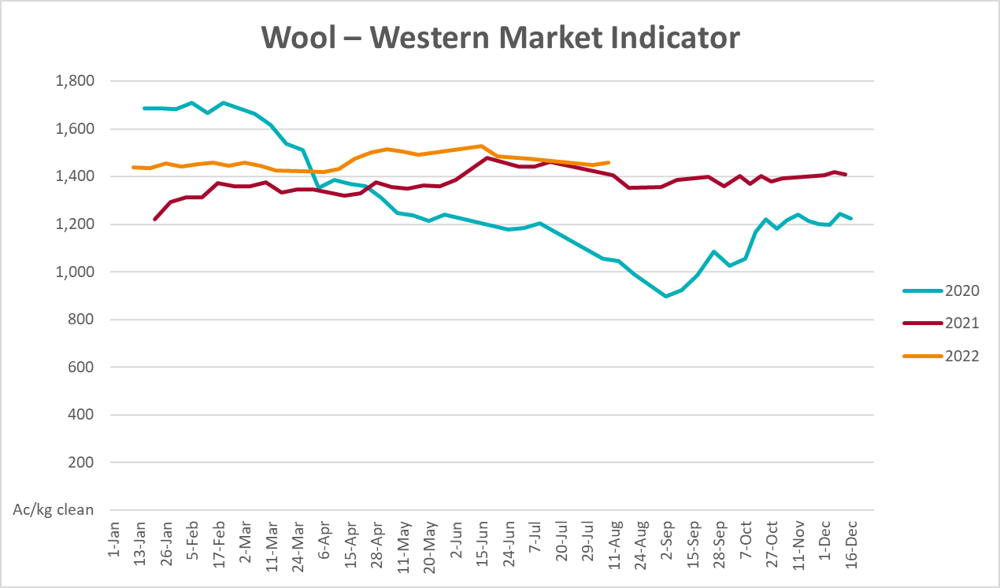 Wool – Western Market Indicator
1,800
1,600
1,400
1,200
1,000
800
600
400
200
Ac/kg clean
1-Jan
13-Jan
26-Jan
5-Feb
17-Feb
2-Mar
11-Mar
24-Mar
6-Apr
15-Apr
28-Apr
11-May
20-May
2-Jun
15-Jun
24-Jun
7-Jul
20-Jul
29-Jul
11-Aug
24-Aug
2-Sep
15-Sep
28-Sep
7-Oct
27-Oct
11-Nov
1-Dec
16-Dec
2020
2021
2022